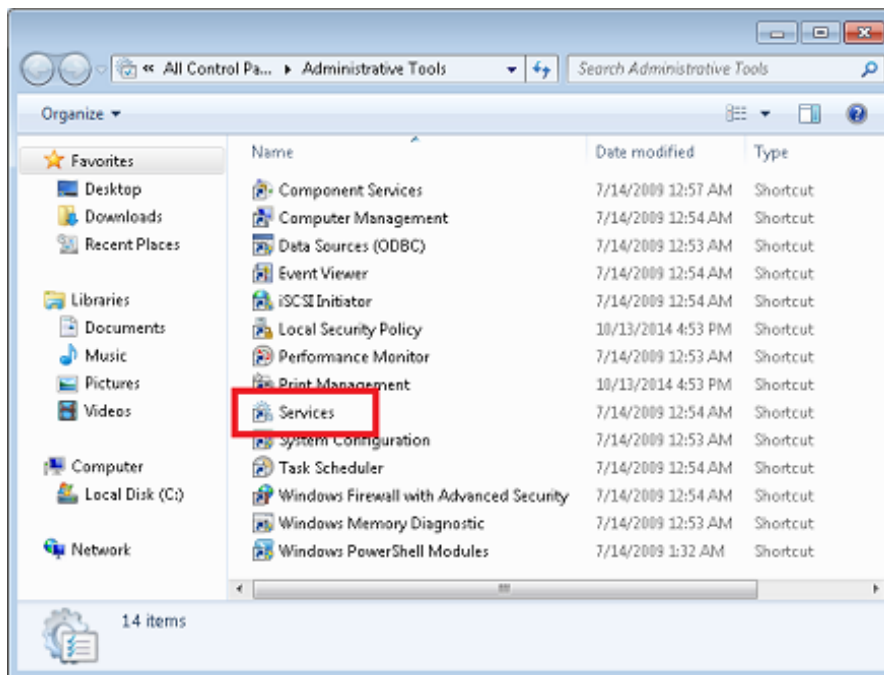 « All Control Pa... ▸ Administrative Tools Search Administrative Tools
Organize
Favorites
Desktop
Downloads
Recent Places
Libraries
Documents
Music
Pictures
Videos
Computer
Local Disk (C:)
Network
Name Date modified Type
Component Services 7/14/2009 12:57 AM Shortcut
Computer Management 7/14/2009 12:54 AM Shortcut
Data Sources (ODBC) 7/14/2009 12:53 AM Shortcut
Event Viewer 7/14/2009 12:54 AM Shortcut
iSCSI Initiator 7/14/2009 12:54 AM Shortcut
Local Security Policy 10/13/2014 4:53 PM Shortcut
Performance Monitor 7/14/2009 12:53 AM Shortcut
Print Management 10/13/2014 4:53 PM Shortcut
Services 7/14/2009 12:54 AM Shortcut
System Configuration 7/14/2009 12:53 AM Shortcut
Task Scheduler 7/14/2009 12:54 AM Shortcut
Windows Firewall with Advanced Security 7/14/2009 12:54 AM Shortcut
Windows Memory Diagnostic 7/14/2009 12:53 AM Shortcut
Windows PowerShell Modules 7/14/2009 1:32 AM Shortcut
14 items